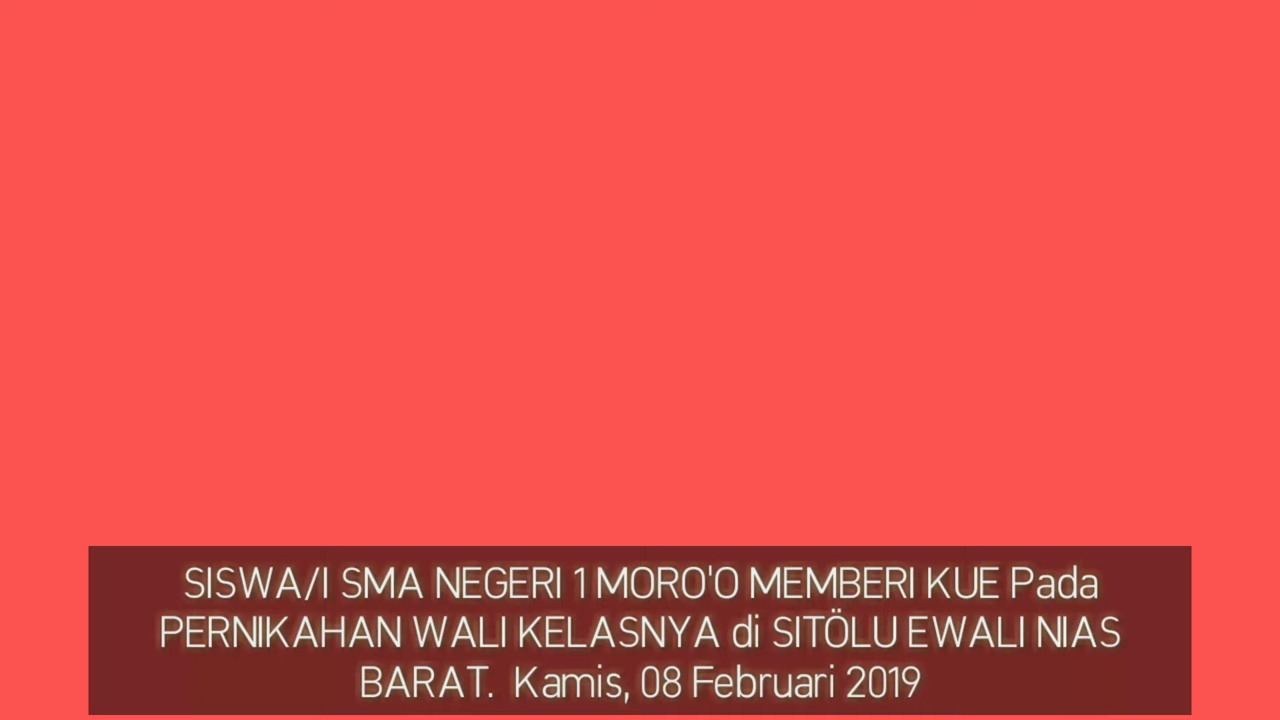 SISWA/I SMA NEGERI 1 MORO'O MEMBERI KUE Pada
PERNIKAHAN WALI KELASNYA di SITÖLU EWALI NIAS
BARAT. Kamis, 08 Februari 2019